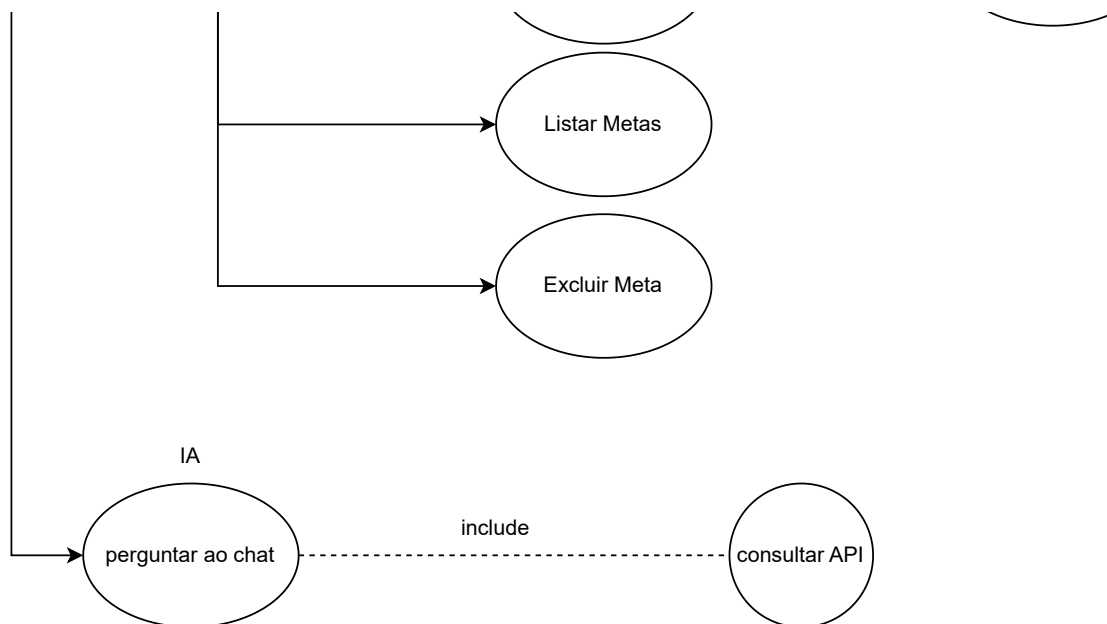 Listar Metas
Excluir Meta
IA
include
perguntar ao chat
consultar API